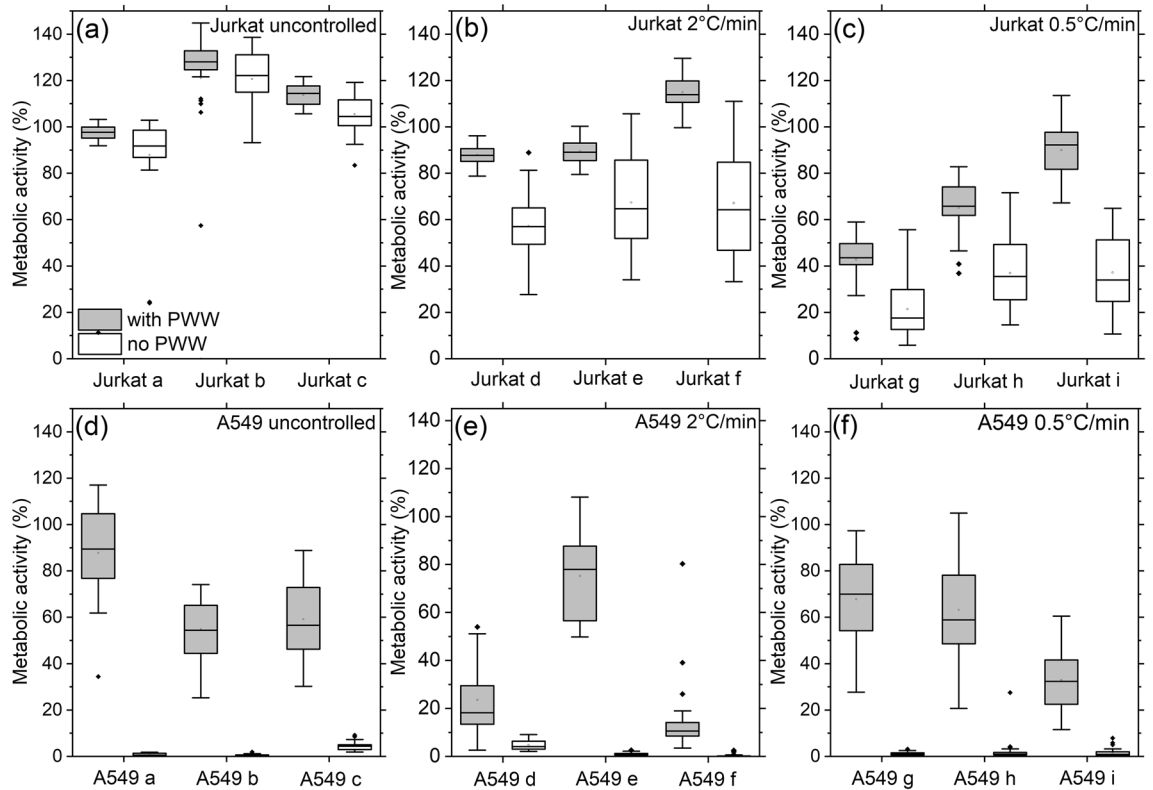 (a) Jurkat uncontrolled
Metabolic activity (%)
140
120
100
80
60
40
20
0
with PWW
no PWW
Jurkat a Jurkat b Jurkat c
(b) Jurkat 2°C/min
Metabolic activity (%)
140
120
100
80
60
40
20
0
Jurkat d Jurkat e Jurkat f
(c) Jurkat 0.5°C/min
Metabolic activity (%)
140
120
100
80
60
40
20
0
Jurkat g Jurkat h Jurkat i
(d) A549 uncontrolled
Metabolic activity (%)
140
120
100
80
60
40
20
0
A549 a A549 b A549 c
(e) A549 2°C/min
Metabolic activity (%)
140
120
100
80
60
40
20
0
A549 d A549 e A549 f
(f) A549 0.5°C/min
Metabolic activity (%)
140
120
100
80
60
40
20
0
A549 g A549 h A549 i